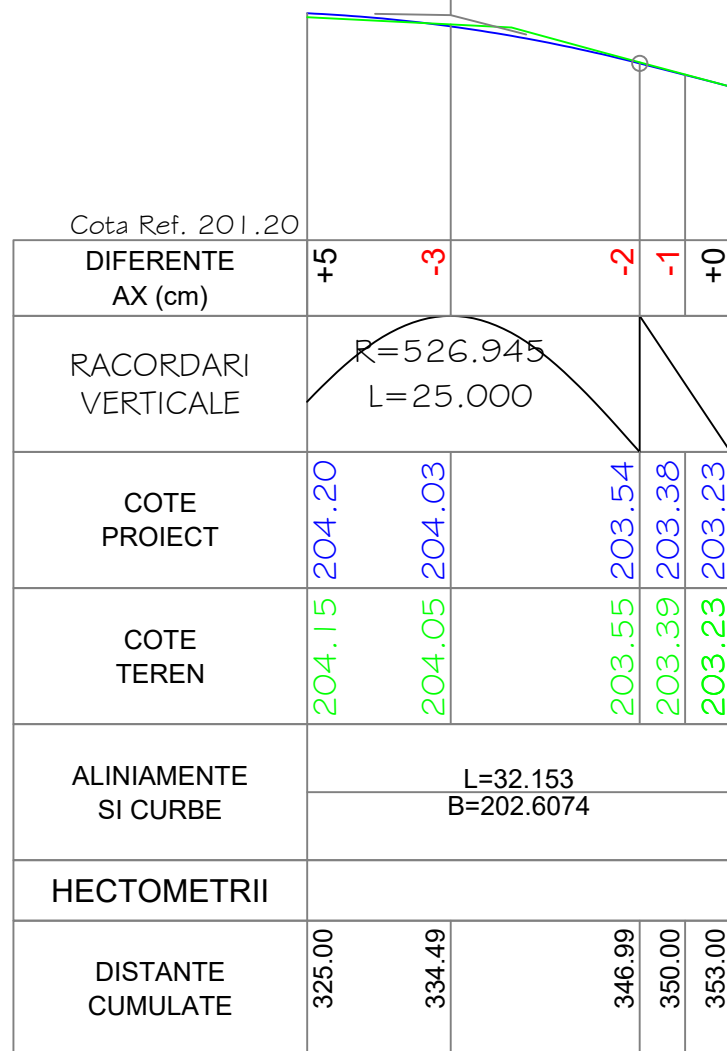 Cota Ref. 201.20
DIFERENTE
AX (cm)
+5 -3 -2 -1 +0
RACORDARI
VERTICALE
R=526.945
L=25.000
COTE
PROIECT
204.20 204.03 203.54 203.38 203.23
COTE
TEREN
204.15 204.05 203.55 203.39 203.23
ALINIAMENTE
SI CURBE
L=32.153
B=202.6074
HECTOMETRII
DISTANTE
CUMULATE
325.00 334.49 346.99 350.00 353.00